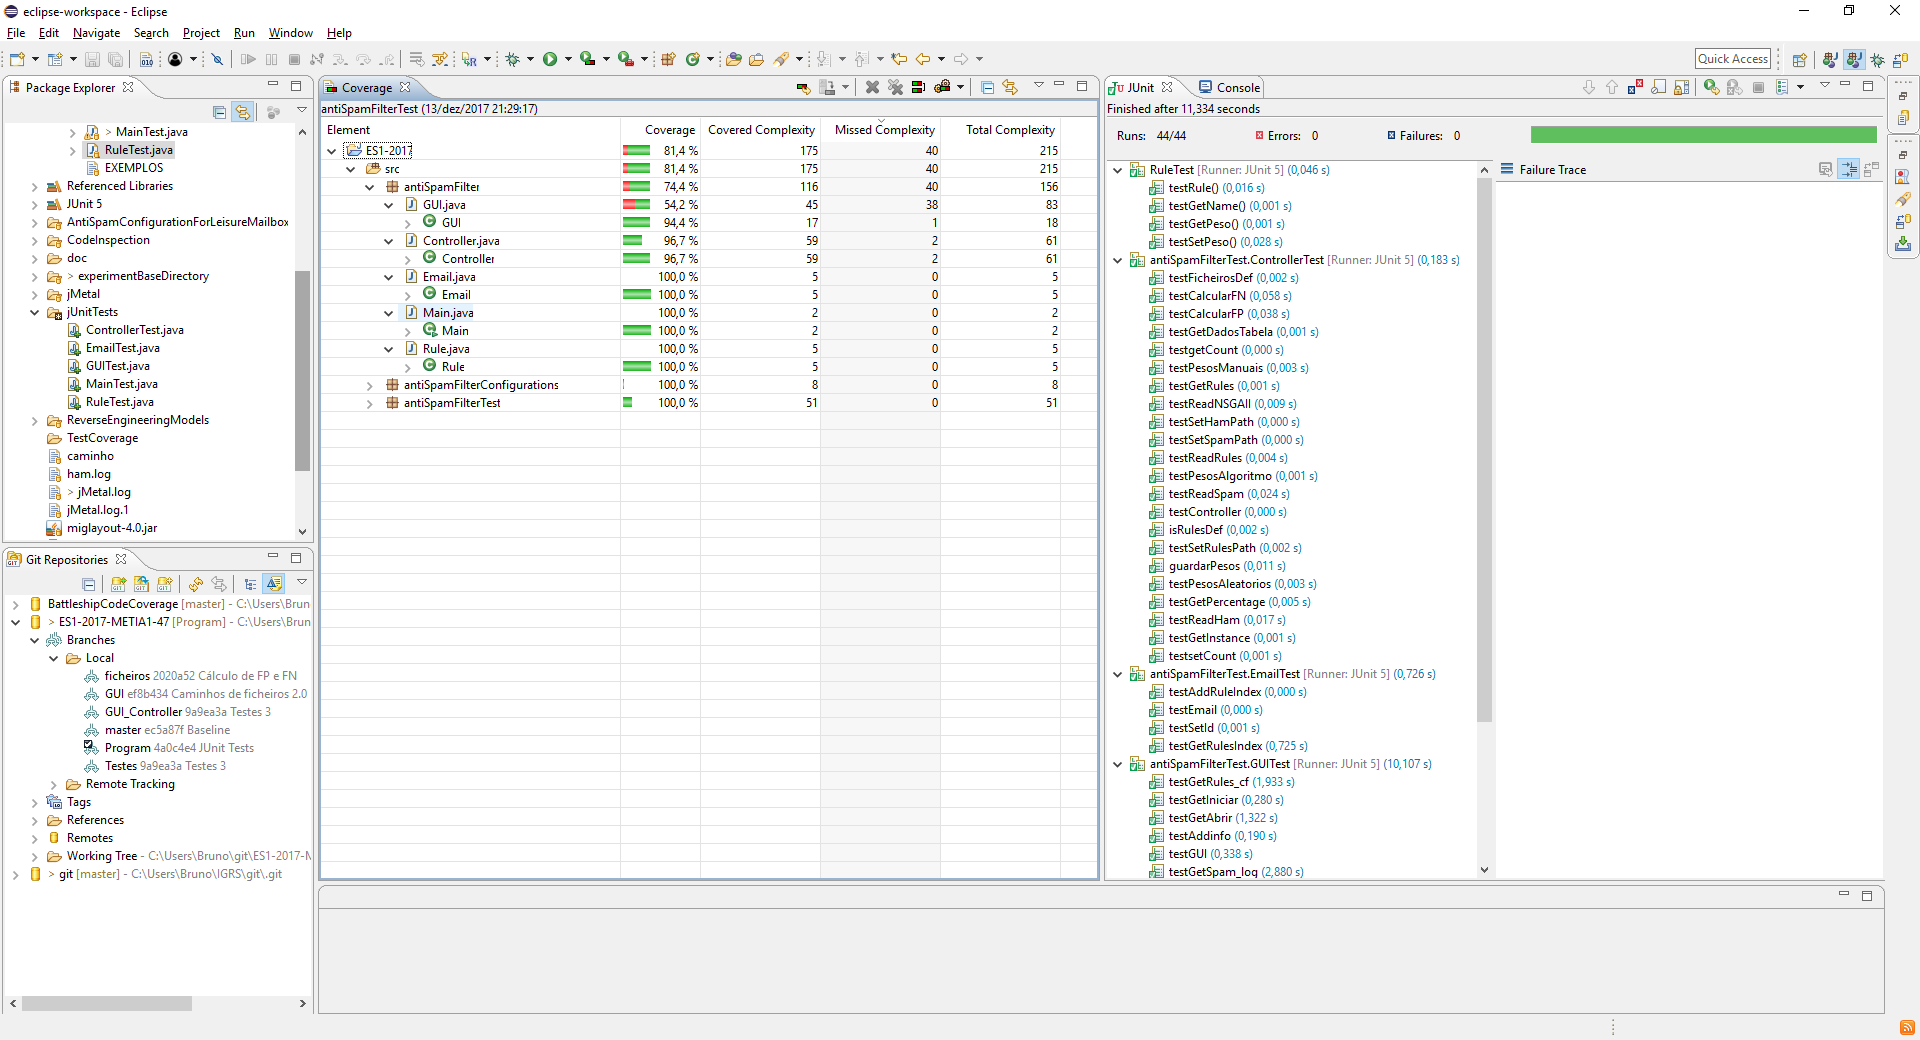 eclipse-workspace - Eclipse
File Edit Navigate Search Project Run Window Help
Quick Access
Package Explorer
> MainTest.java
RuleTest.java
EXEMPLOS
Referenced Libraries
JUnit 5
AntiSpamConfigurationForLeisureMailbox
CodeInspection
doc
> experimentBaseDirectory
jMetal
jUnitTests
ControllerTest.java
EmailTest.java
GUITest.java
MainTest.java
RuleTest.java
ReverseEngineeringModels
TestCoverage
caminho
ham.log
> jMetal.log
jMetal.log.1
miglayout-4.0.jar
Git Repositories
BattleshipCodeCoverage [master] - C:\Users\Brun
> ES1-2017-METIA1-47 [Program] - C:\Users\Brun
Branches
Local
ficheiros 2020a52 Cálculo de FP e FN
GUI ef8b434 Caminhos de ficheiros 2.0
GUI_Controller 9a9ea3a Testes 3
master ec5a87f Baseline
Program 4a0c4e4 JUnit Tests
Testes 9a9ea3a Testes 3
Remote Tracking
Tags
References
Remotes
Working Tree - C:\Users\Bruno\git\ES1-2017-M
> git [master] - C:\Users\Bruno\IGRS\git\.git
Coverage
antiSpamFilterTest (13/dez/2017 21:29:17)
Element Coverage Covered Complexity Missed Complexity Total Complexity
ES1-2017 81,4 % 175 40 215
src 81,4 % 175 40 215
antiSpamFilter 74,4 % 116 40 156
GUI.java 54,2 % 45 38 83
GUI 94,4 % 17 1 18
Controller.java 96,7 % 59 2 61
Controller 96,7 % 59 2 61
Email.java 100,0 % 5 0 5
Email 100,0 % 5 0 5
Main.java 100,0 % 2 0 2
Main 100,0 % 2 0 2
Rule.java 100,0 % 5 0 5
Rule 100,0 % 5 0 5
antiSpamFilterConfigurations 100,0 % 8 0 8
antiSpamFilterTest 100,0 % 51 0 51
JUnit Console
Finished after 11,334 seconds
Runs: 44/44 Errors: 0 Failures: 0
RuleTest [Runner: JUnit 5] (0,046 s)
testRule() (0,016 s)
testGetName() (0,001 s)
testGetPeso() (0,001 s)
testSetPeso() (0,028 s)
antiSpamFilterTest.ControllerTest [Runner: JUnit 5] (0,183 s)
testFicheirosDef (0,002 s)
testCalcularFN (0,058 s)
testCalcularFP (0,038 s)
testGetDadosTabela (0,001 s)
testgetCount (0,000 s)
testPesosManuais (0,003 s)
testGetRules (0,001 s)
testReadNSGAII (0,009 s)
testSetHamPath (0,000 s)
testSetSpamPath (0,000 s)
testReadRules (0,004 s)
testPesosAlgoritmo (0,001 s)
testReadSpam (0,024 s)
testController (0,000 s)
isRulesDef (0,002 s)
testSetRulesPath (0,002 s)
guardarPesos (0,011 s)
testPesosAleatorios (0,003 s)
testGetPercentage (0,005 s)
testReadHam (0,017 s)
testGetInstance (0,001 s)
testsetCount (0,001 s)
antiSpamFilterTest.EmailTest [Runner: JUnit 5] (0,726 s)
testAddRuleIndex (0,000 s)
testEmail (0,000 s)
testSetId (0,001 s)
testGetRulesIndex (0,725 s)
antiSpamFilterTest.GUITest [Runner: JUnit 5] (10,107 s)
testGetRules_cf (1,933 s)
testGetIniciar (0,280 s)
testGetAbrir (1,322 s)
testAddinfo (0,190 s)
testGUI (0,338 s)
testGetSpam_log (2,880 s)
Failure Trace